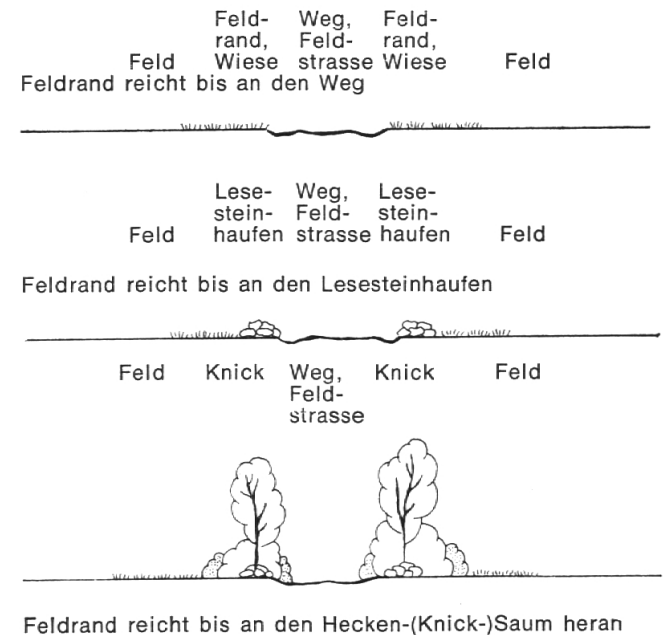 Feld
Feld-
rand,
Wiese
Weg,
Feld-
strasse
Feld-
rand,
Wiese
Feld
Feldrand reicht bis an den Weg
Feld
Lese-
stein-
haufen
Weg,
Feld-
strasse
Lese-
stein-
haufen
Feld
Feldrand reicht bis an den Lesesteinhaufen
Feld
Knick
Weg,
Feld-
strasse
Knick
Feld
Feldrand reicht bis an den Hecken-(Knick-)Saum heran